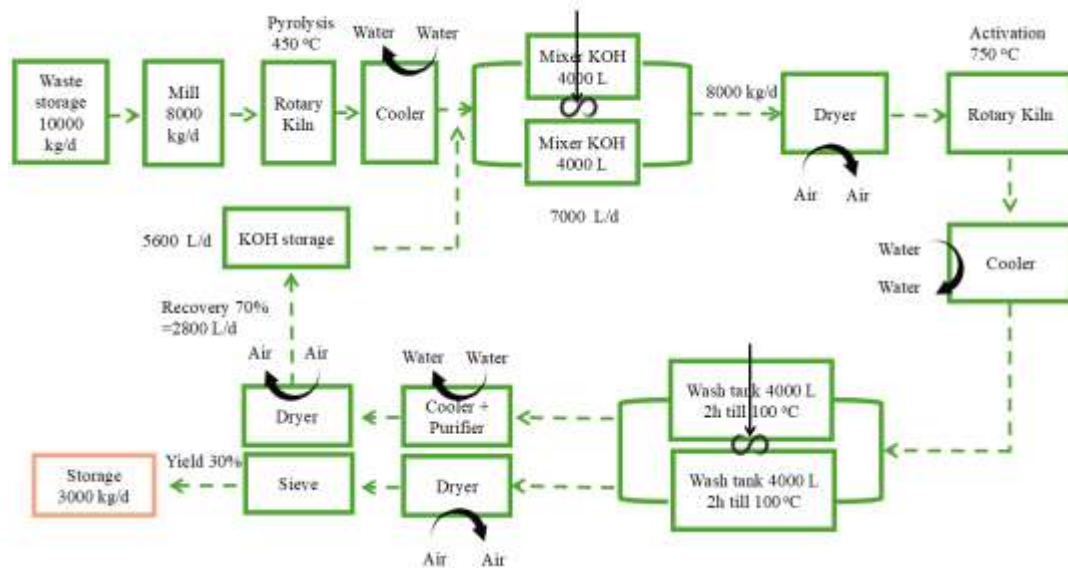 Pyrolysis
450 °C
Water
Water
Activation
750 °C
Waste
storage
10000
kg/d
Mill
8000
kg/d
Rotary
Kiln
Cooler
Mixer KOH
4000 L
Mixer KOH
4000 L
7000 L/d
8000 kg/d
Dryer
Air
Air
Rotary Kiln
Water
Water
Cooler
5600 L/d
KOH storage
Recovery 70%
=2800 L/d
Air
Air
Dryer
Water
Water
Cooler +
Purifier
Wash tank 4000 L
2h till 100 °C
Wash tank 4000 L
2h till 100 °C
Storage
3000 kg/d
Yield 30%
Sieve
Dryer
Air
Air